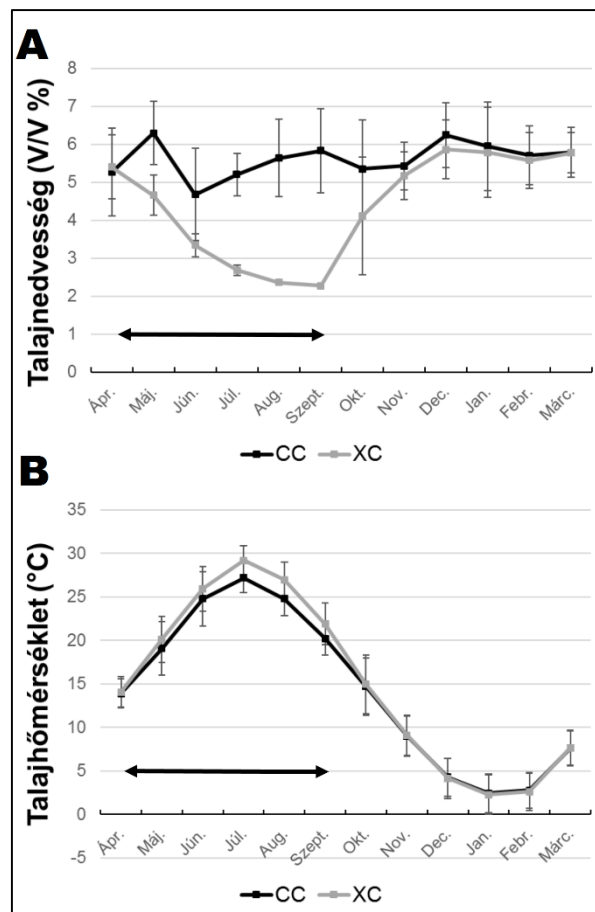 A
Talajnedvesség (V/V %)
8
7
6
5
4
3
2
1
0
Ápr. Máj. Jún. Júl. Aug. Szept. Okt. Nov. Dec. Jan. Febr. Márc.
CC XC
B
Talajhőmérséklet (°C)
35
30
25
20
15
10
5
0
-5
Ápr. Máj. Jún. Júl. Aug. Szept. Okt. Nov. Dec. Jan. Febr. Márc.
CC XC